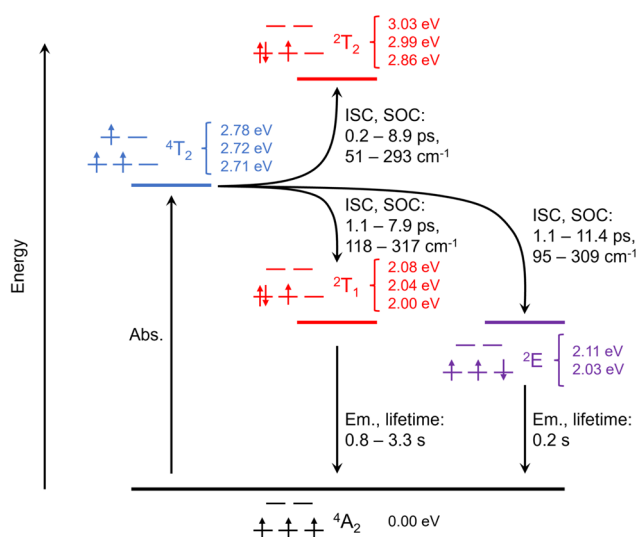 3.03 eV
²T₂
2.99 eV
2.86 eV
2.78 eV
⁴T₂
2.72 eV
2.71 eV
ISC, SOC:
0.2 – 8.9 ps,
51 – 293 cm⁻¹
ISC, SOC:
1.1 – 7.9 ps,
118 – 317 cm⁻¹
ISC, SOC:
1.1 – 11.4 ps,
95 – 309 cm⁻¹
Energy
2.08 eV
²T₁
2.04 eV
2.00 eV
Abs.
2.11 eV
²E
2.03 eV
Em., lifetime:
0.8 – 3.3 s
Em., lifetime:
0.2 s
⁴A₂ 0.00 eV